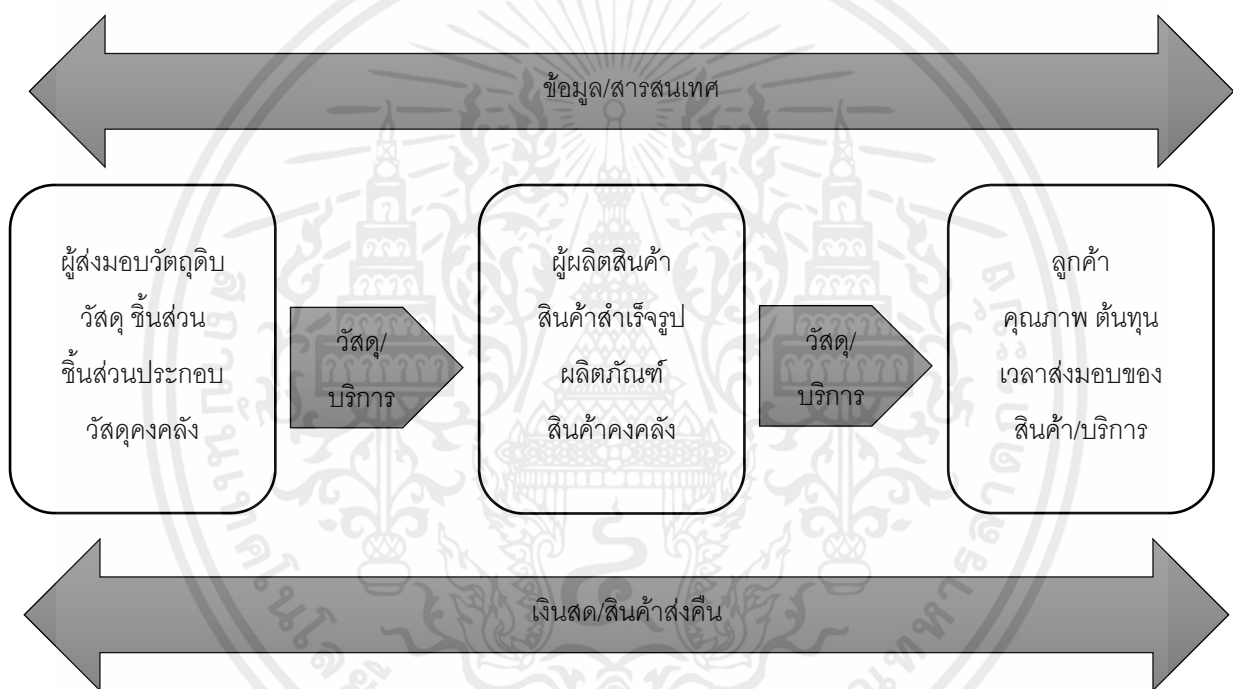 ข้อมูล/สารสนเทศ
ผู้ส่งมอบวัตถุดิบ
วัสดุ ชิ้นส่วน
ชิ้นส่วนประกอบ
วัสดุคงคลัง
วัสดุ/
บริการ
ผู้ผลิตสินค้า
สินค้าสำเร็จรูป
ผลิตภัณฑ์
สินค้าคงคลัง
วัสดุ/
บริการ
ลูกค้า
คุณภาพ ต้นทุน
เวลาส่งมอบของ
สินค้า/บริการ
เงินสด/สินค้าส่งคืน